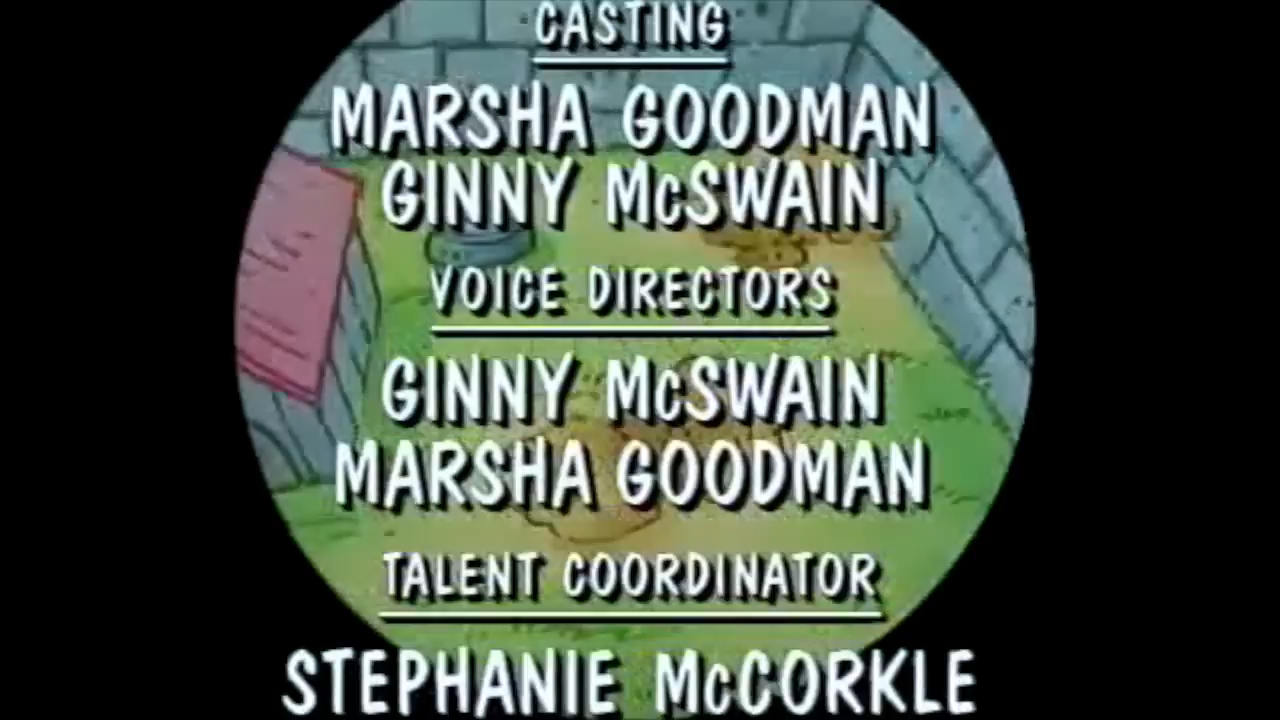 CASTING
MARSHA GOODMAN
GINNY McSWAIN
VOICE DIRECTORS
GINNY McSWAIN
MARSHA GOODMAN
TALENT COORDINATOR
STEPHANIE McCORKLE